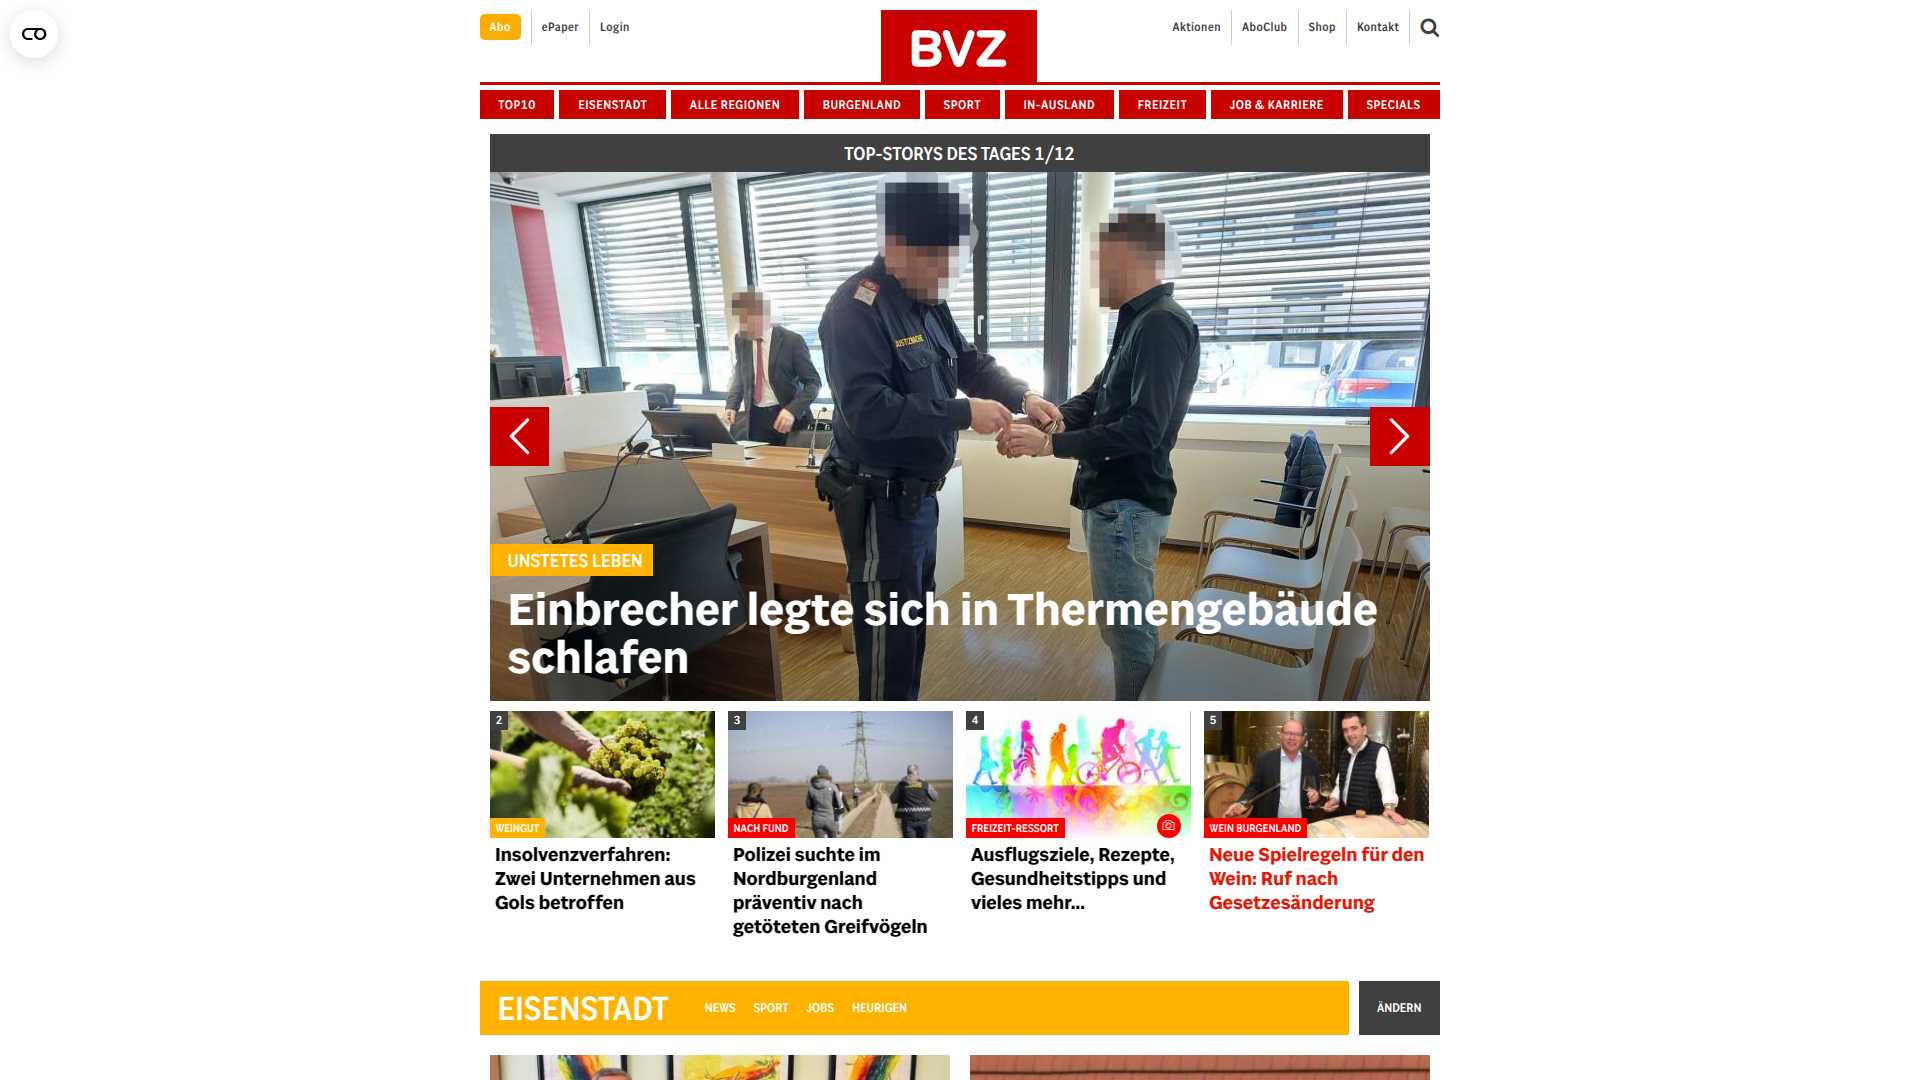 Abo
ePaper
Login
BVZ
Aktionen
AboClub
Shop
Kontakt
TOP10
EISENSTADT
ALLE REGIONEN
BURGENLAND
SPORT
IN-AUSLAND
FREIZEIT
JOB & KARRIERE
SPECIALS
TOP-STORYS DES TAGES 1/12
UNSTETES LEBEN
Einbrecher legte sich in Thermengebäude
schlafen
2
WEINGUT
Insolvenzverfahren:
Zwei Unternehmen aus
Gols betroffen
3
NACH FUND
Polizei suchte im
Nordburgenland
präventiv nach
getöteten Greifvögeln
4
FREIZEIT-RESSORT
Ausflugsziele, Rezepte,
Gesundheitstipps und
vieles mehr...
5
WEIN BURGENLAND
Neue Spielregeln für den
Wein: Ruf nach
Gesetzesänderung
EISENSTADT
NEWS
SPORT
JOBS
HEURIGEN
ÄNDERN